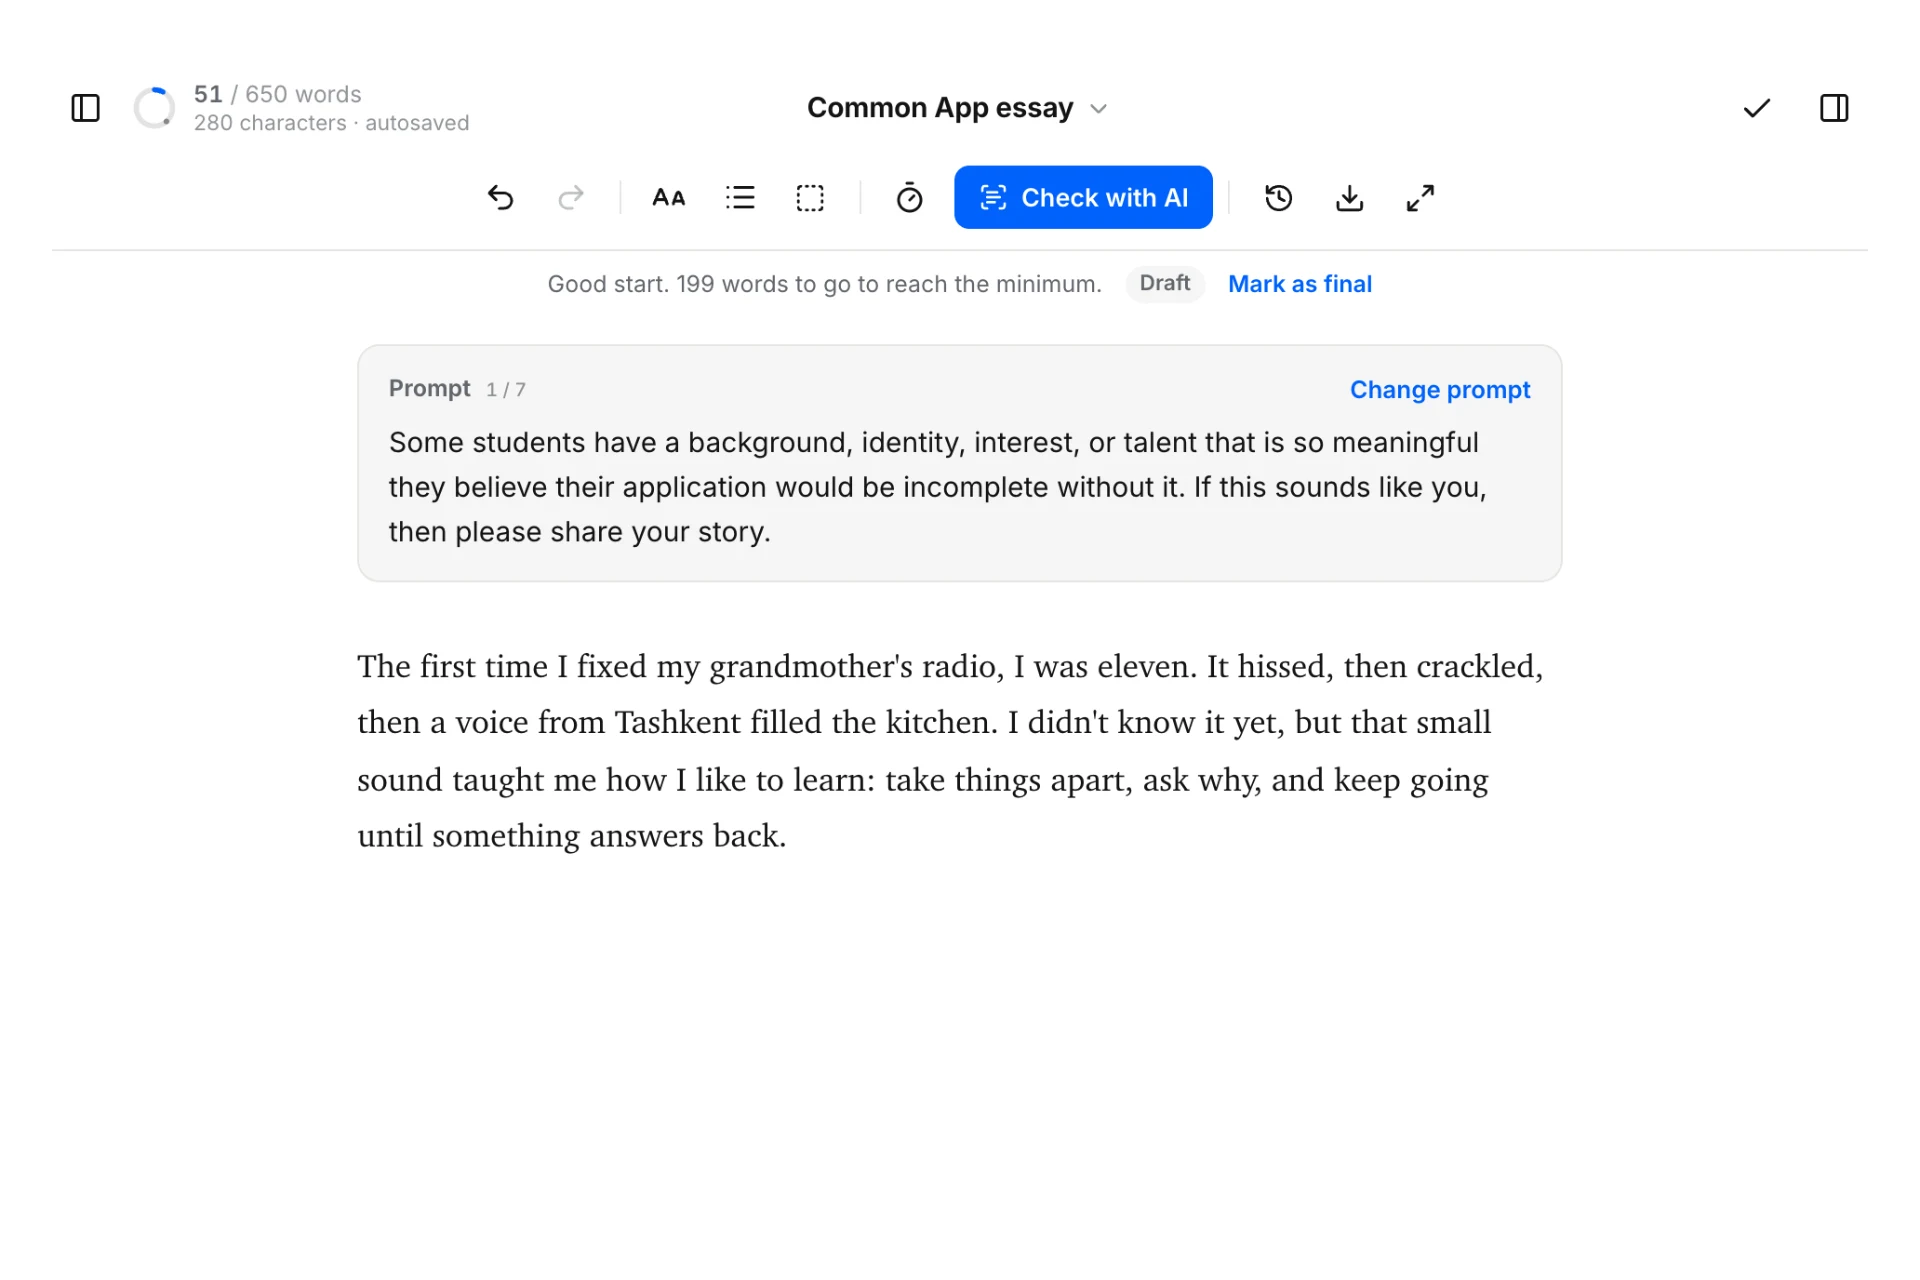 51 / 650 words
280 characters · autosaved
Common App essay
AA
Check with AI
Good start. 199 words to go to reach the minimum.
Draft
Mark as final
Prompt 1 / 7
Change prompt
Some students have a background, identity, interest, or talent that is so meaningful
they believe their application would be incomplete without it. If this sounds like you,
then please share your story.
The first time I fixed my grandmother's radio, I was eleven. It hissed, then crackled,
then a voice from Tashkent filled the kitchen. I didn't know it yet, but that small
sound taught me how I like to learn: take things apart, ask why, and keep going
until something answers back.